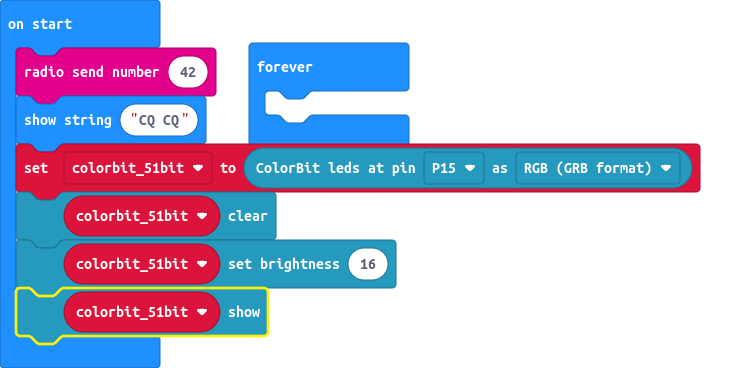 on start
radio send number 42
forever
show string "CQ CQ"
set colorbit_51bit to ColorBit leds at pin P15 as RGB (GRB format)
colorbit_51bit clear
colorbit_51bit set brightness 16
colorbit_51bit show